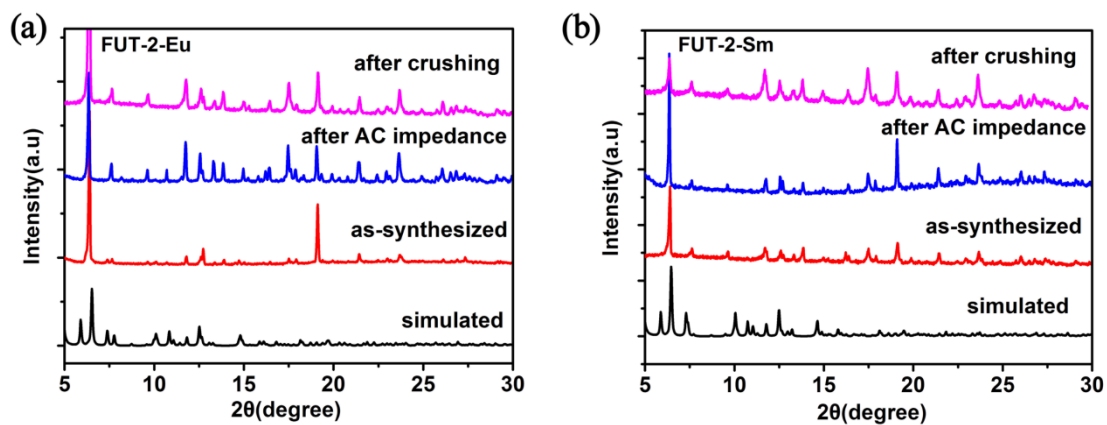 (a)
FUT-2-Eu
after crushing
after AC impedance
as-synthesized
simulated
Intensity(a.u)
5 10 15 20 25 30
2θ(degree)
(b)
FUT-2-Sm
after crushing
after AC impedance
as-synthesized
simulated
Intensity(a.u)
5 10 15 20 25 30
2θ(degree)